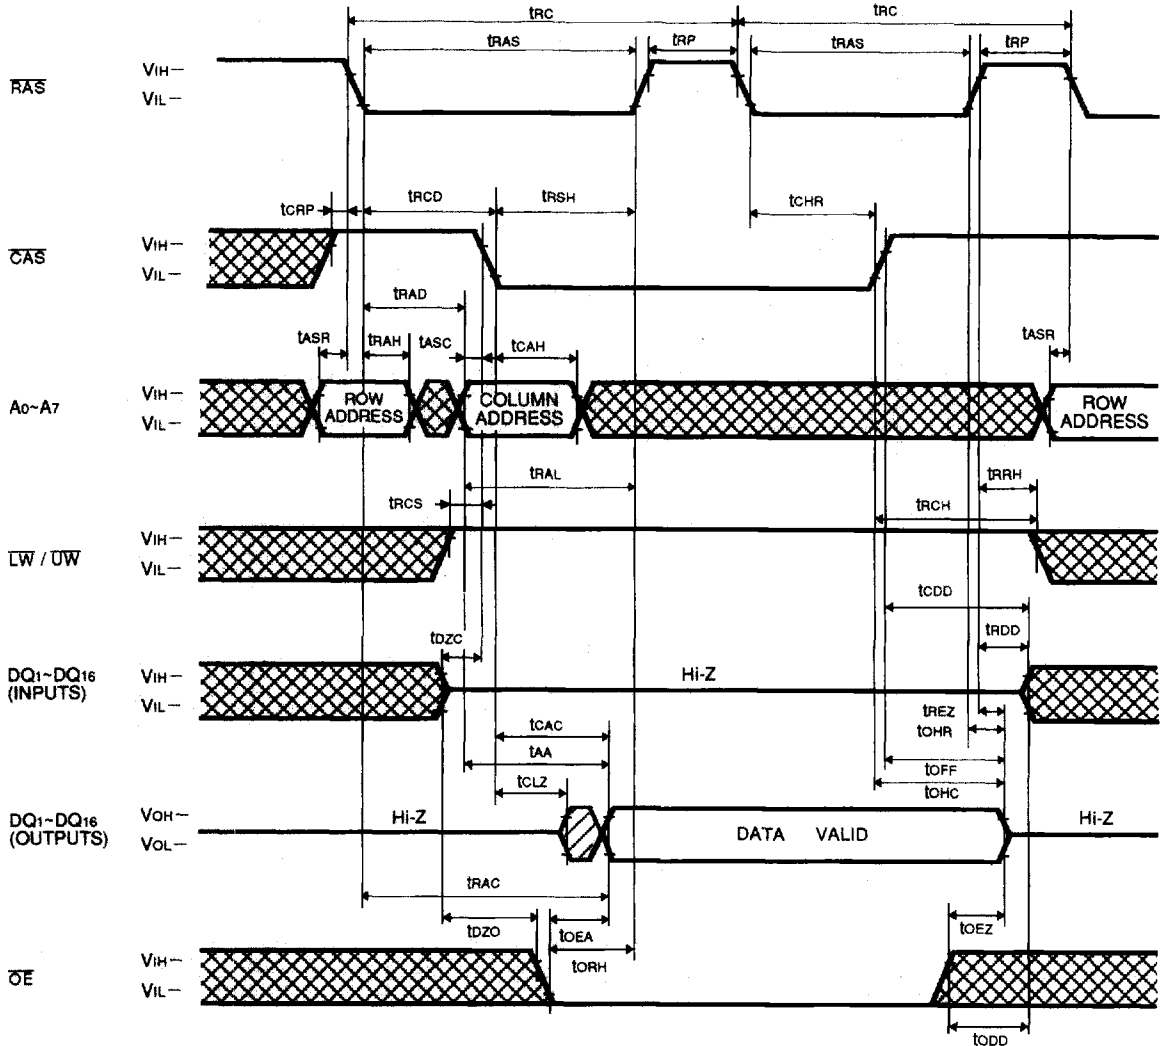 tRC tRC
tRAS tRP tRAS tRP
RAS VIH
VIL
tCRP tRCD tRSH tCHR
CAS VIH
VIL
tRAD
tASR tRAH tASC tCAH tASR
A0~A7 VIH ROW ADDRESS COLUMN ADDRESS ROW ADDRESS
VIL
tRAL tRRH
tRCS tRCH
LW / UW VIH
VIL
tCDD
tDZC tRDD
DQ1~DQ16 VIH Hi-Z
(INPUTS) VIL
tREZ
tCAC tOHR
tAA
tOFF
tCLZ tOHC
DQ1~DQ16 VOH Hi-Z DATA VALID Hi-Z
(OUTPUTS) VOL
tRAC
tDZO tOEA tOEZ
tORH
OE VIH
VIL
tODD